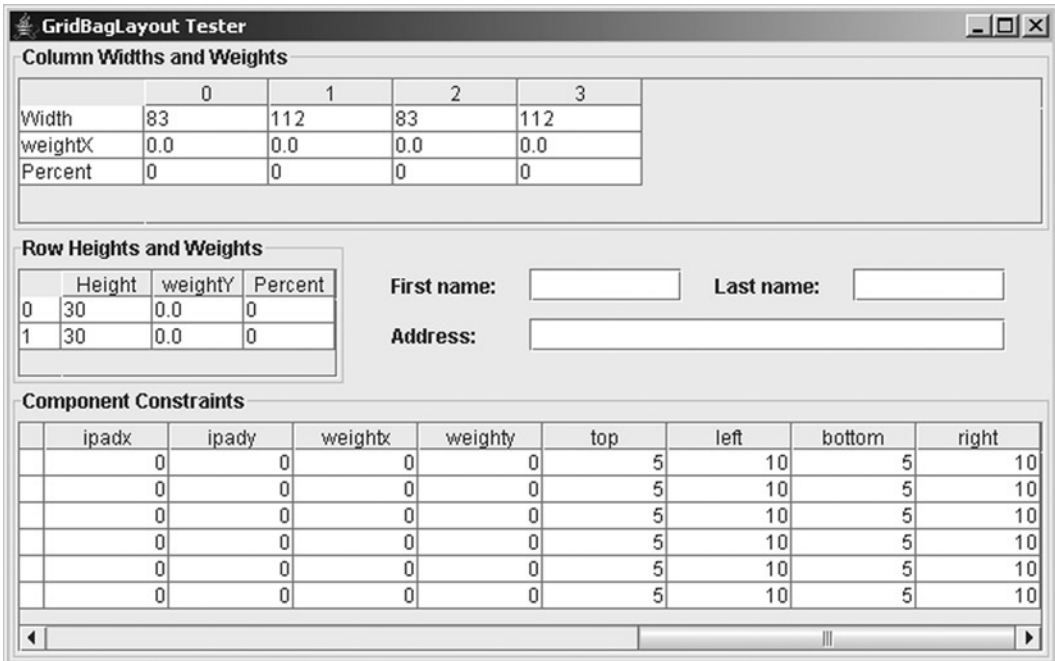 GridBagLayout Tester
Column Widths and Weights
0 1 2 3
Width 83 112 83 112
weightX 0.0 0.0 0.0 0.0
Percent 0 0 0 0
Row Heights and Weights
Height weightY Percent
0 30 0.0 0
1 30 0.0 0
First name: Last name:
Address:
Component Constraints
ipadx ipady weightx weighty top left bottom right
0 0 0 0 5 10 5 10
0 0 0 0 5 10 5 10
0 0 0 0 5 10 5 10
0 0 0 0 5 10 5 10
0 0 0 0 5 10 5 10
0 0 0 0 5 10 5 10